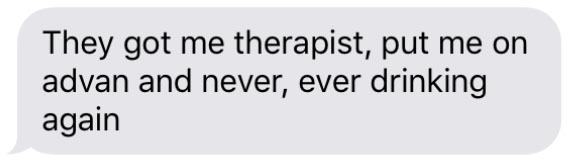 They got me therapist, put me on
advan and never, ever drinking
again